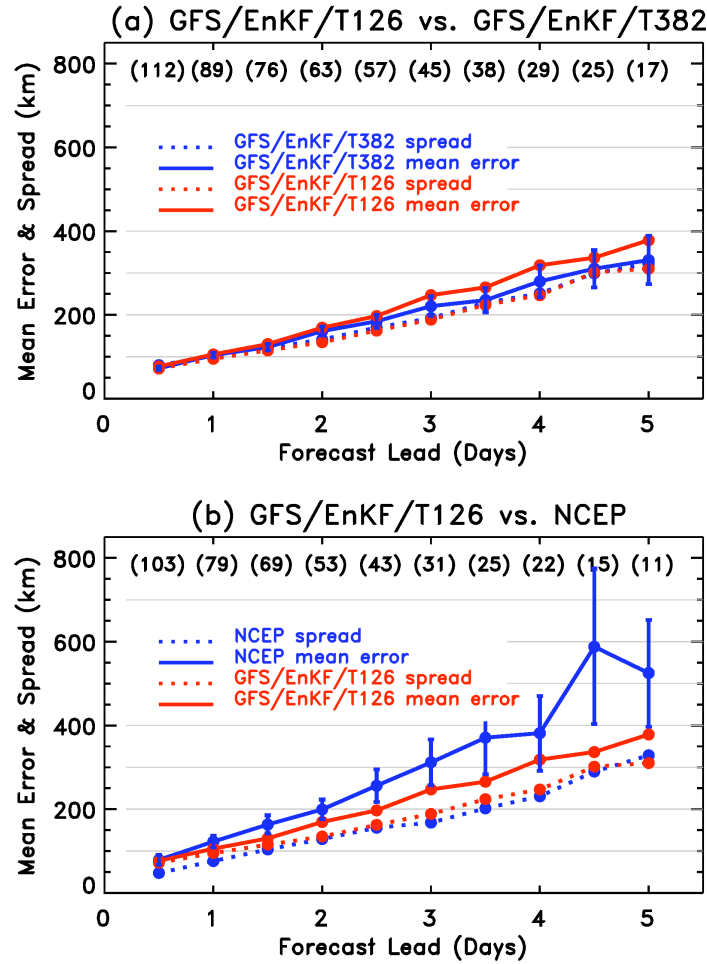 (a) GFS/EnKF/T126 vs. GFS/EnKF/T382
800
(112) (89) (76) (63) (57) (45) (38) (29) (25) (17)
600
GFS/EnKF/T382 spread
GFS/EnKF/T382 mean error
GFS/EnKF/T126 spread
GFS/EnKF/T126 mean error
400
200
0
Mean Error & Spread (km)
0 1 2 3 4 5
Forecast Lead (Days)
(b) GFS/EnKF/T126 vs. NCEP
800
(103) (79) (69) (53) (43) (31) (25) (22) (15) (11)
600
NCEP spread
NCEP mean error
GFS/EnKF/T126 spread
GFS/EnKF/T126 mean error
400
200
0
Mean Error & Spread (km)
0 1 2 3 4 5
Forecast Lead (Days)